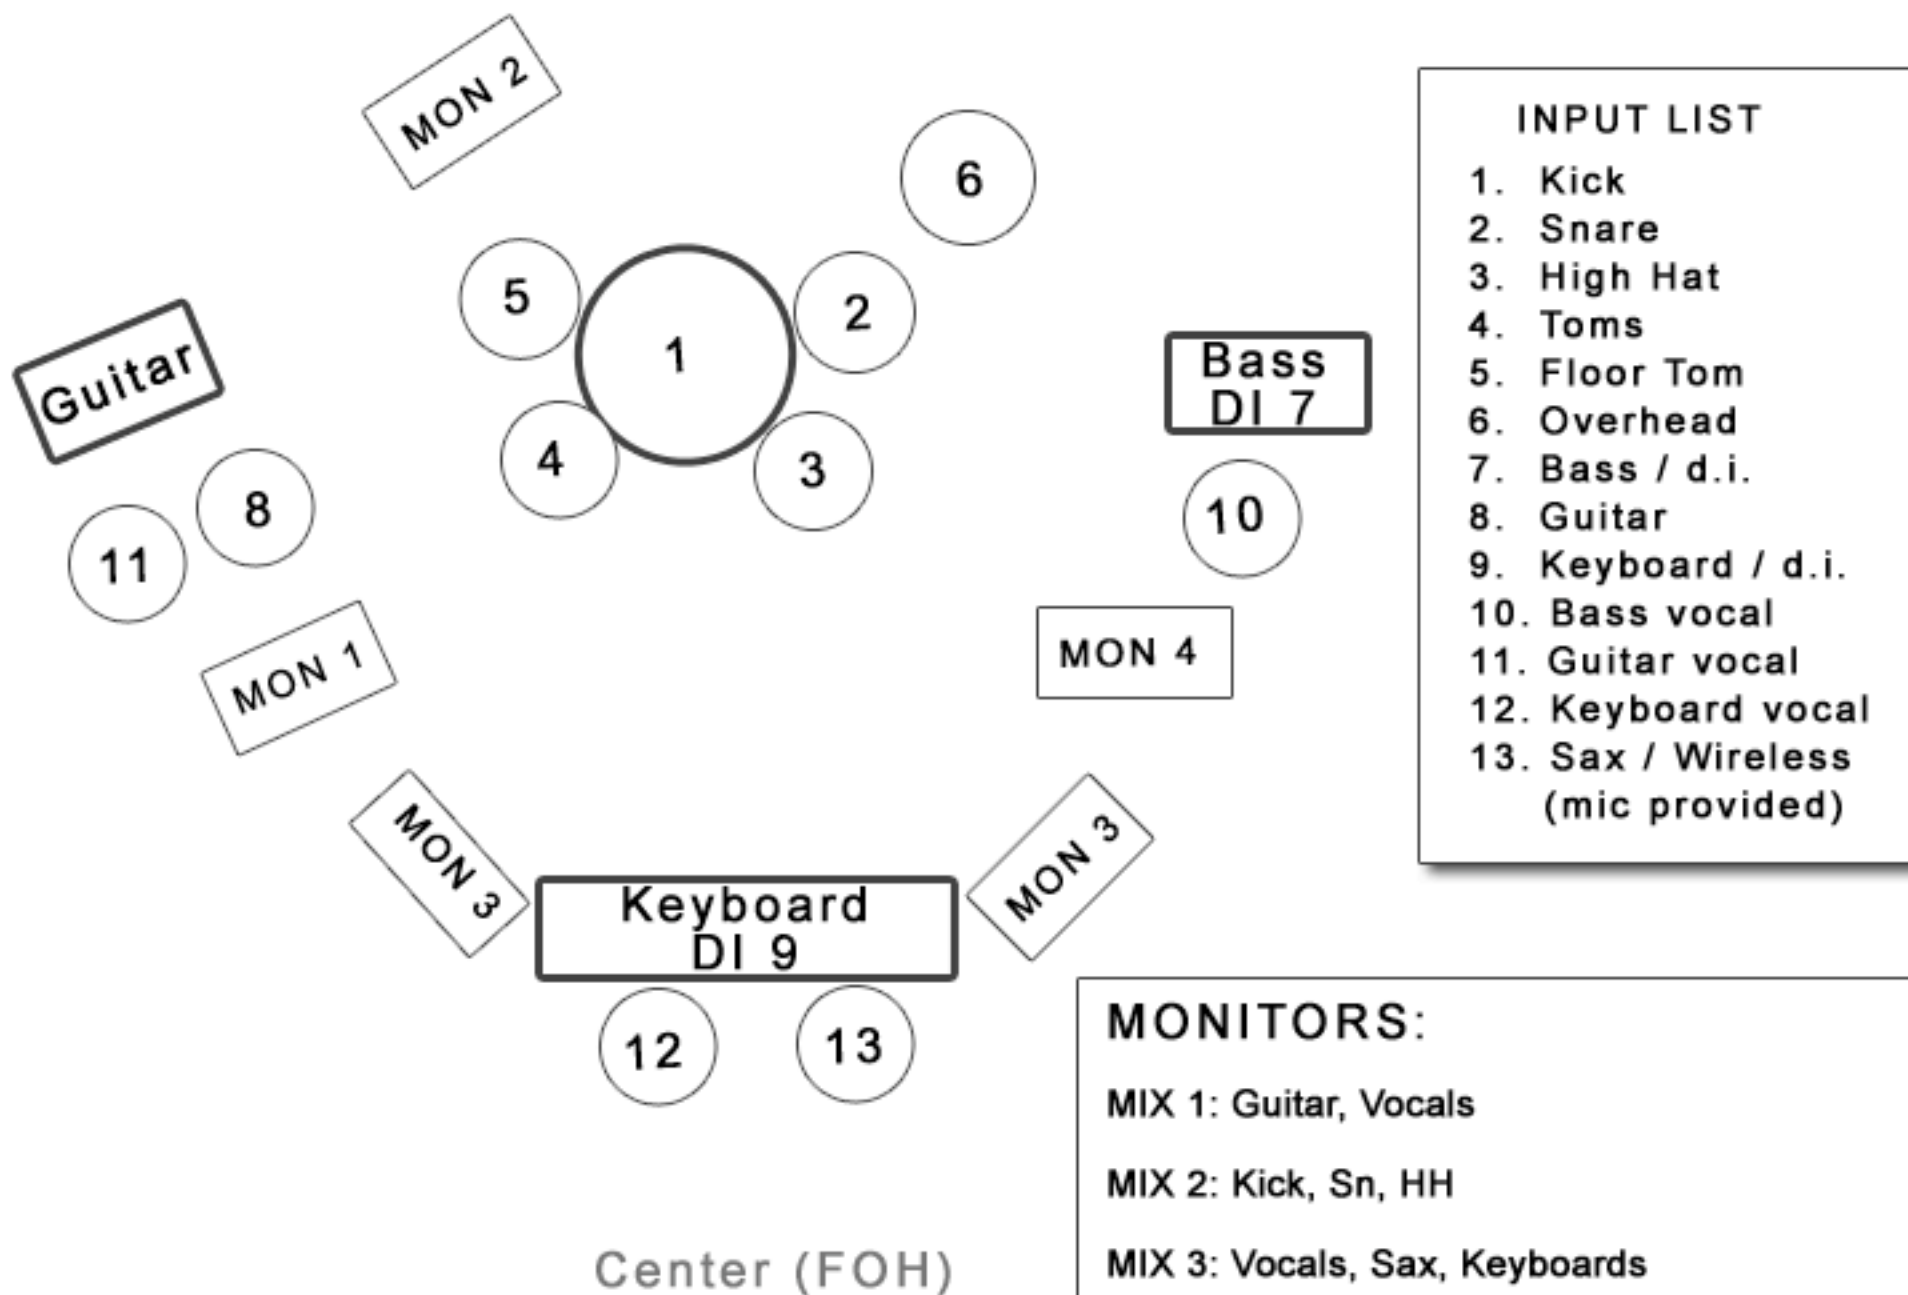 MON 2
6
5
1
2
Guitar
Bass
DI 7
4
3
8
11
10
MON 1
MON 4
MON 3
MON 3
Keyboard
DI 9
12
13
Center (FOH)
INPUT LIST
1. Kick
2. Snare
3. High Hat
4. Toms
5. Floor Tom
6. Overhead
7. Bass / d.i.
8. Guitar
9. Keyboard / d.i.
10. Bass vocal
11. Guitar vocal
12. Keyboard vocal
13. Sax / Wireless
(mic provided)
MONITORS:
MIX 1: Guitar, Vocals
MIX 2: Kick, Sn, HH
MIX 3: Vocals, Sax, Keyboards